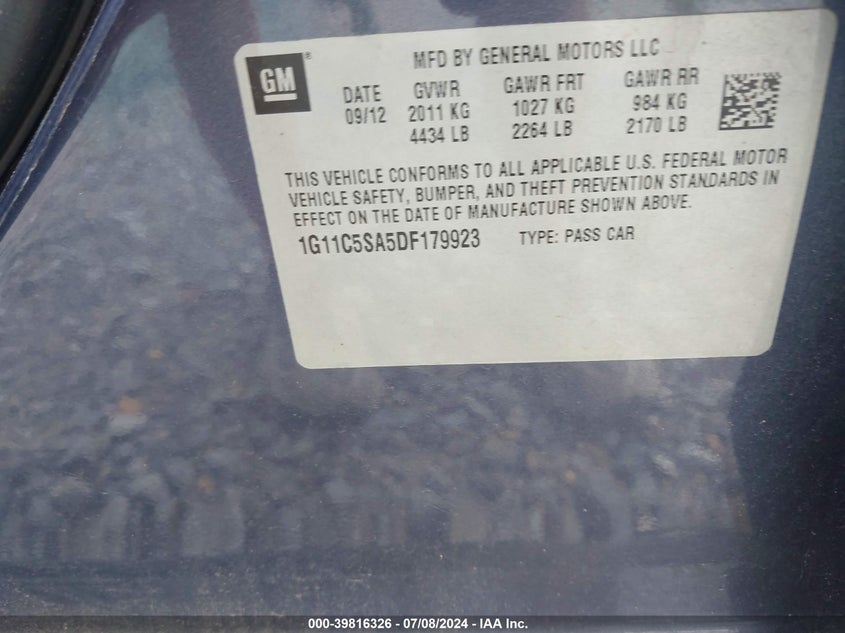 GM ®
MFD BY GENERAL MOTORS LLC
DATE GVWR GAWR FRT GAWR RR
09/12 2011 KG 1027 KG 984 KG
4434 LB 2264 LB 2170 LB
THIS VEHICLE CONFORMS TO ALL APPLICABLE U.S. FEDERAL MOTOR
VEHICLE SAFETY, BUMPER, AND THEFT PREVENTION STANDARDS IN
EFFECT ON THE DATE OF MANUFACTURE SHOWN ABOVE.
1G11C5SA5DF179923 TYPE: PASS CAR
000-39816326 - 07/08/2024 - IAA Inc.